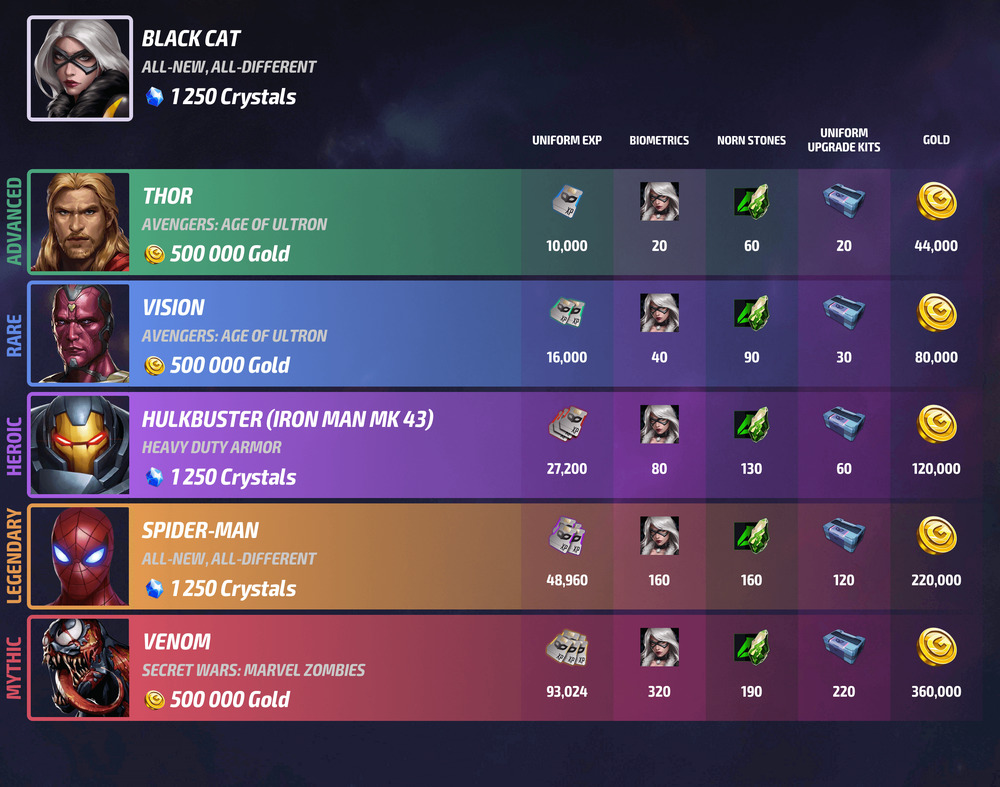 BLACK CAT
ALL-NEW, ALL-DIFFERENT
1 250 Crystals
UNIFORM EXP
BIOMETRICS
NORN STONES
UNIFORM
UPGRADE KITS
GOLD
ADVANCED
THOR
AVENGERS: AGE OF ULTRON
500 000 Gold
10,000
20
60
20
44,000
RARE
VISION
AVENGERS: AGE OF ULTRON
500 000 Gold
16,000
40
90
30
80,000
HEROIC
HULKBUSTER (IRON MAN MK 43)
HEAVY DUTY ARMOR
1 250 Crystals
27,200
80
130
60
120,000
LEGENDARY
SPIDER-MAN
ALL-NEW, ALL-DIFFERENT
1 250 Crystals
48,960
160
160
120
220,000
MYTHIC
VENOM
SECRET WARS: MARVEL ZOMBIES
500 000 Gold
93,024
320
190
220
360,000